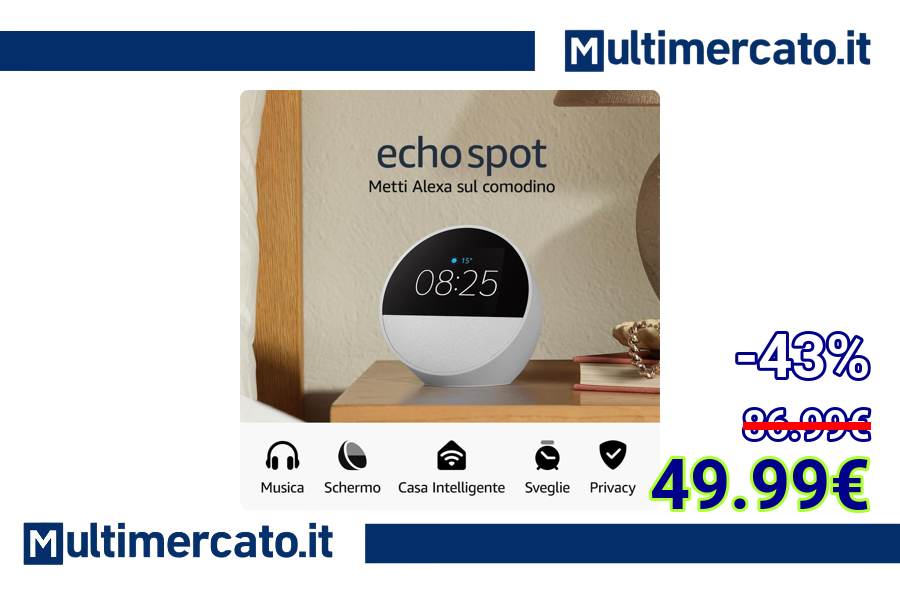 Multimercato.it
echo spot
Metti Alexa sul comodino
15°
08:25
-43%
86.99€
49.99€
Musica
Schermo
Casa Intelligente
Sveglie
Privacy
Multimercato.it